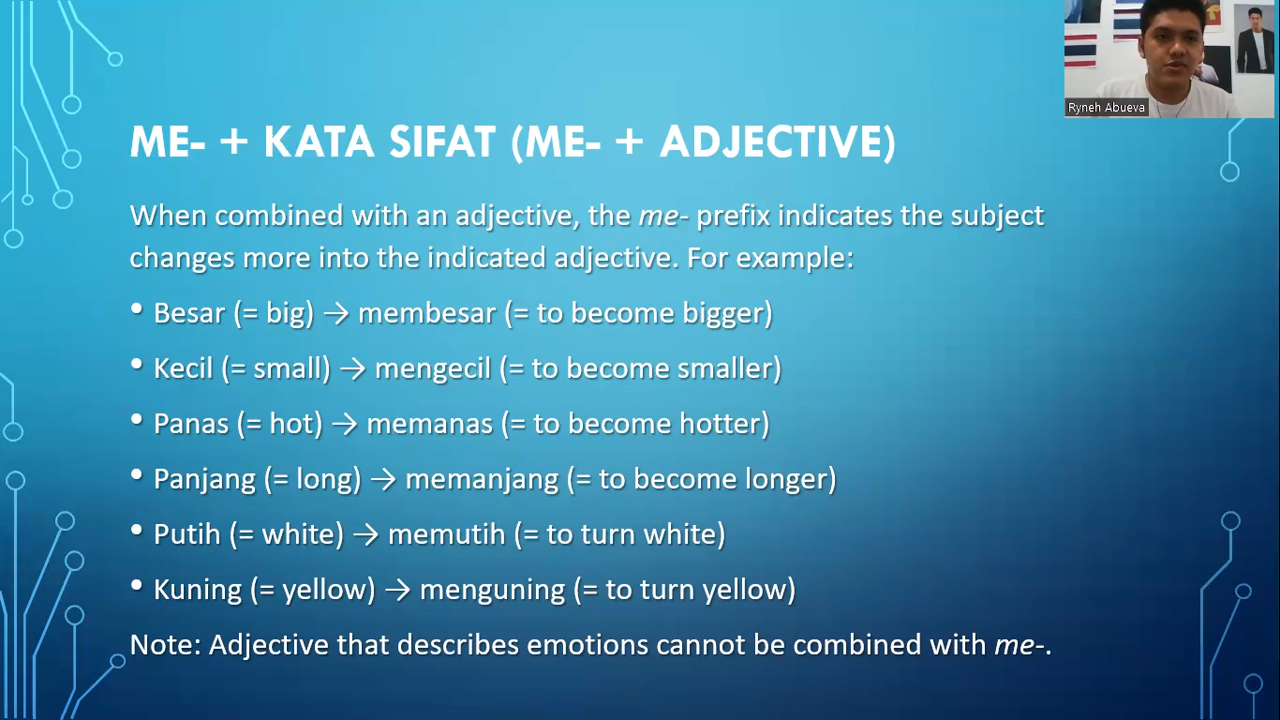 Ryneh Abueva
ME- + KATA SIFAT (ME- + ADJECTIVE)
When combined with an adjective, the me- prefix indicates the subject
changes more into the indicated adjective. For example:
• Besar (= big) → membesar (= to become bigger)
• Kecil (= small) → mengecil (= to become smaller)
• Panas (= hot) → memanas (= to become hotter)
• Panjang (= long) → memanjang (= to become longer)
• Putih (= white) → memutih (= to turn white)
• Kuning (= yellow) → menguning (= to turn yellow)
Note: Adjective that describes emotions cannot be combined with me-.